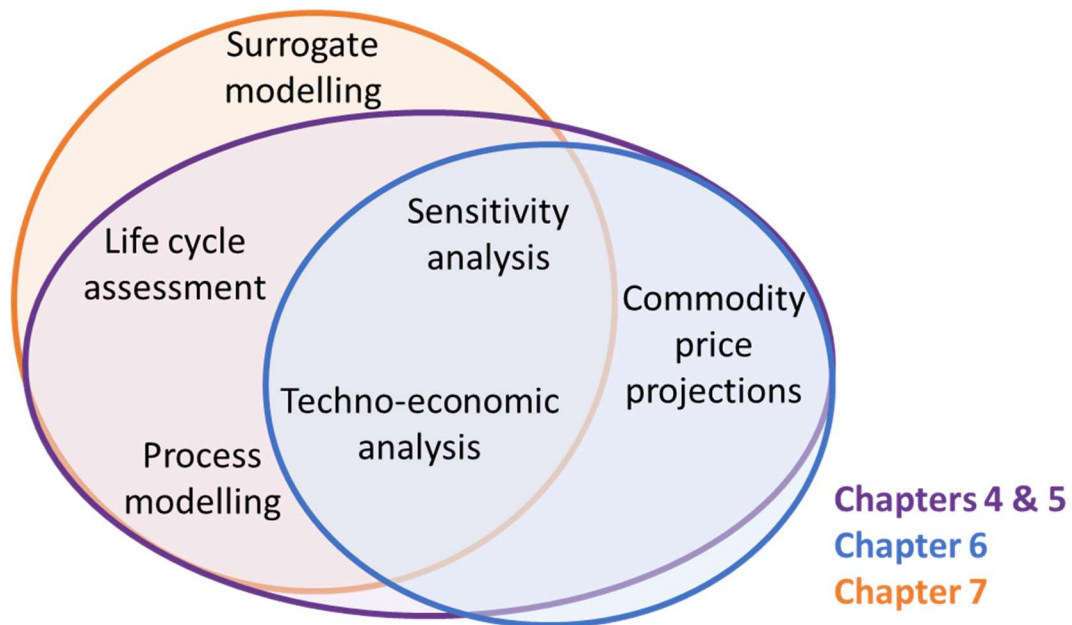 Surrogate
modelling
Sensitivity
analysis
Life cycle
assessment
Commodity
price
projections
Techno-economic
analysis
Process
modelling
Chapters 4 & 5
Chapter 6
Chapter 7